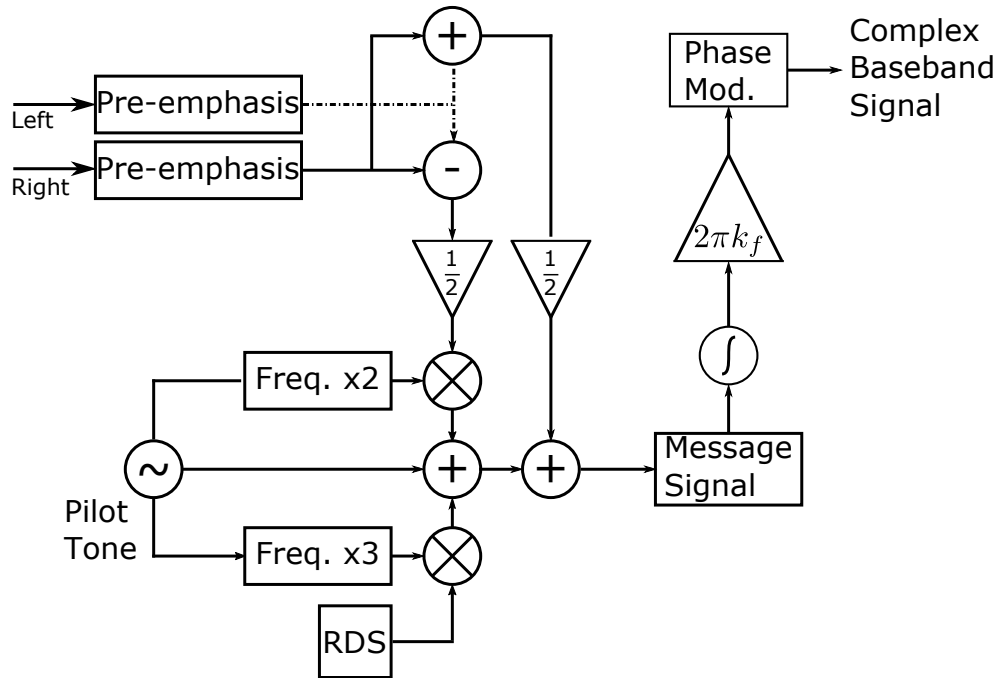 Complex
Baseband
Signal
Phase
Mod.
+
Left
Pre-emphasis
Right
Pre-emphasis
-
2πk_f
1/2
1/2
∫
Freq. x2
~
+
+
Message
Signal
Pilot
Tone
Freq. x3
RDS